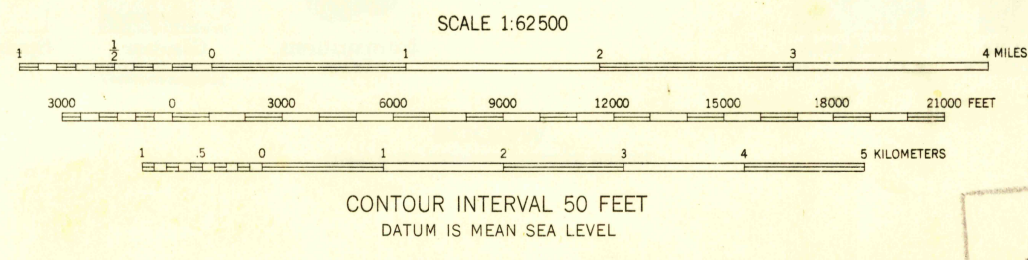 SCALE 1:62500
1 1/2 0 1 2 3 4 MILES
3000 0 3000 6000 9000 12000 15000 18000 21000 FEET
1 .5 0 1 2 3 4 5 KILOMETERS
CONTOUR INTERVAL 50 FEET
DATUM IS MEAN SEA LEVEL